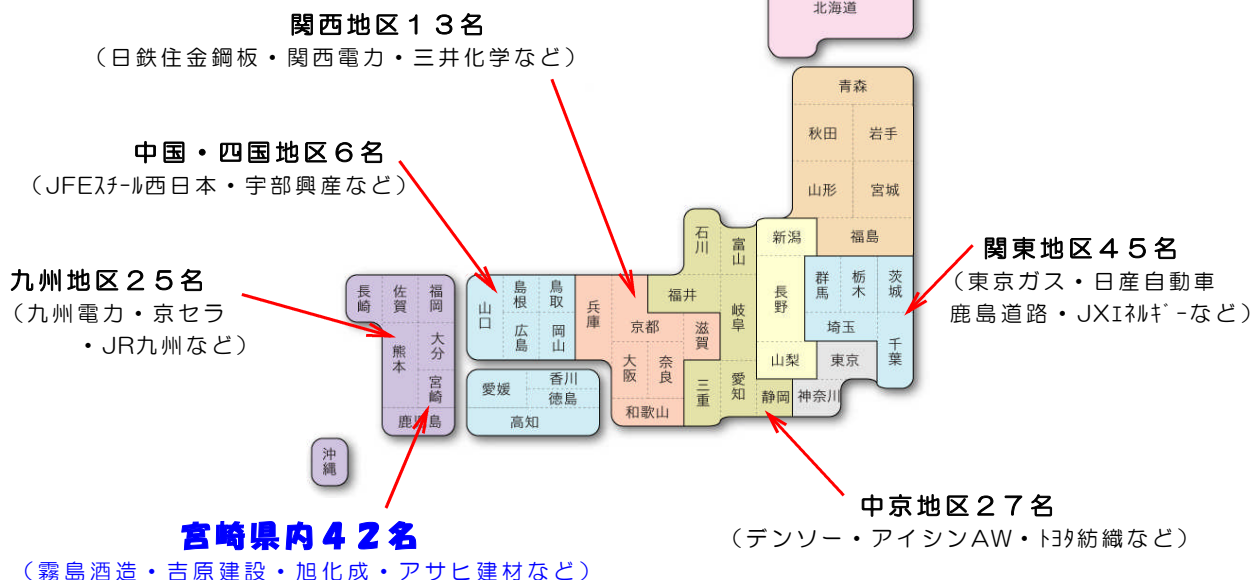 北海道
関西地区13名
（日鉄住金鋼板・関西電力・三井化学など）
青森
秋田
岩手
中国・四国地区6名
（JFEｽﾁｰﾙ西日本・宇部興産など）
山形
宮城
石川
富山
新潟
福島
関東地区45名
（東京ガス・日産自動車
鹿島道路・JXｴﾈﾙｷﾞｰなど）
九州地区25名
（九州電力・京セラ
・JR九州など）
長崎
佐賀
福岡
熊本
大分
宮崎
鹿児島
沖縄
山口
島根
鳥取
広島
岡山
兵庫
京都
滋賀
大阪
奈良
和歌山
福井
岐阜
長野
山梨
群馬
栃木
茨城
埼玉
千葉
東京
神奈川
愛媛
香川
徳島
高知
三重
愛知
静岡
中京地区27名
（デンソー・アイシンAW・ﾄﾖﾀ紡織など）
宮崎県内42名
（霧島酒造・吉原建設・旭化成・アサヒ建材など）